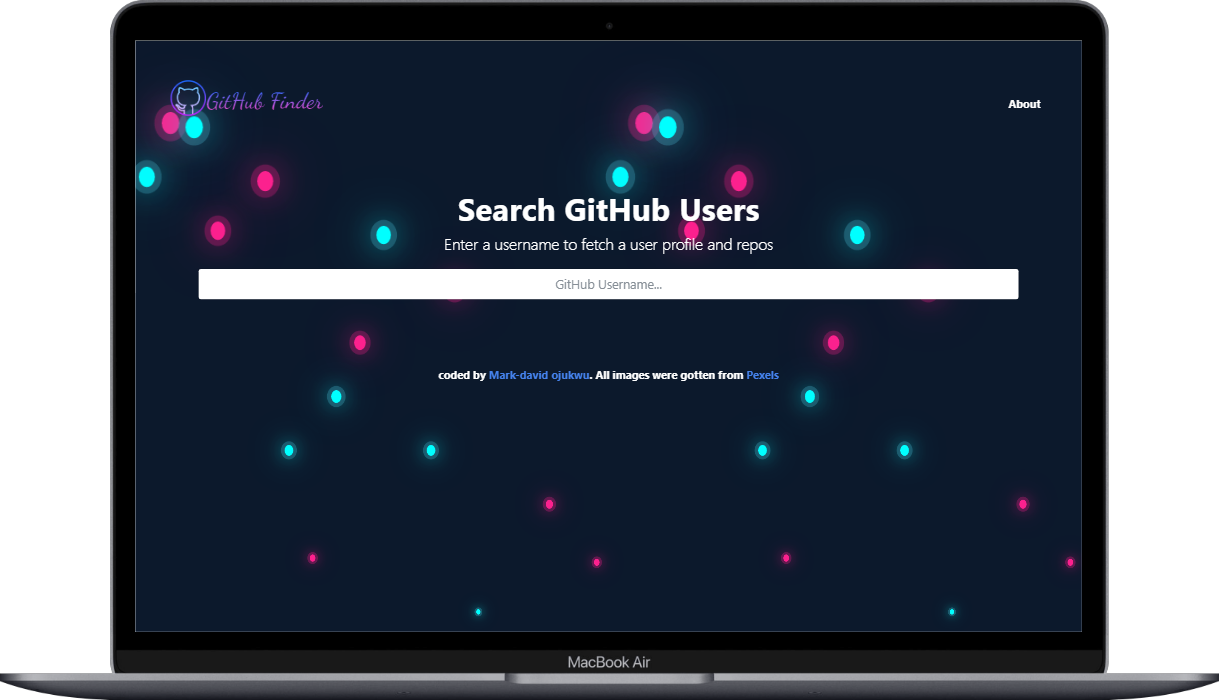 GitHub Finder
About
Search GitHub Users
Enter a username to fetch a user profile and repos
GitHub Username...
coded by Mark-david ojukwu. All images were gotten from Pexels
MacBook Air